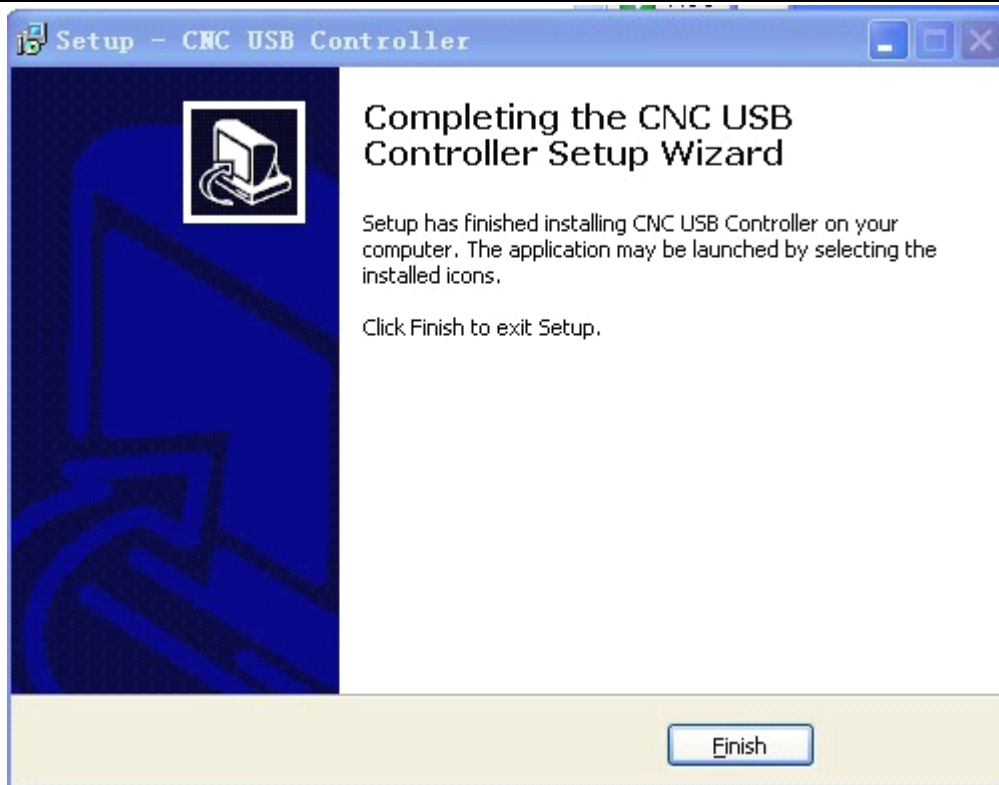 Setup - CNC USB Controller
Completing the CNC USB
Controller Setup Wizard
Setup has finished installing CNC USB Controller on your
computer. The application may be launched by selecting the
installed icons.
Click Finish to exit Setup.
Finish